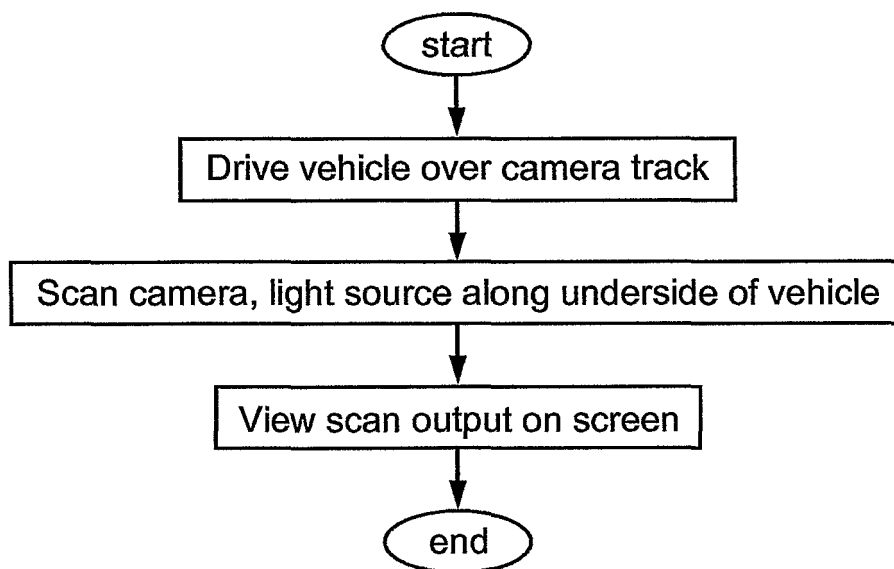 start
Drive vehicle over camera track
Scan camera, light source along underside of vehicle
View scan output on screen
end